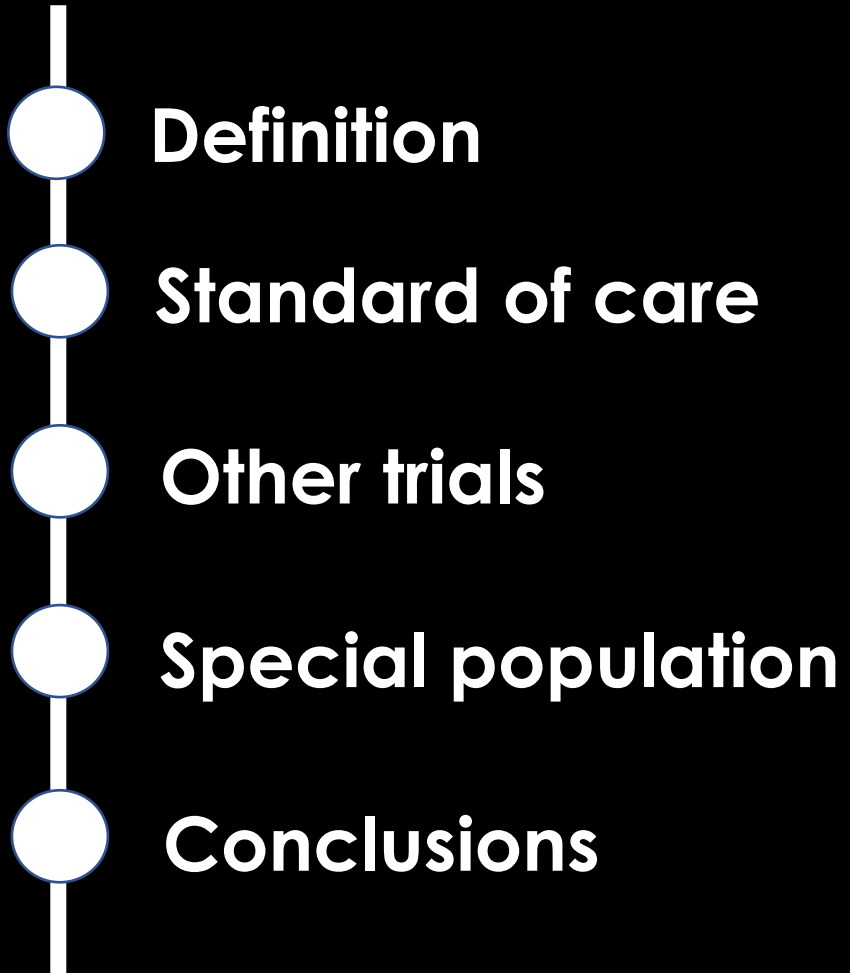 Definition
Standard of care
Other trials
Special population
Conclusions